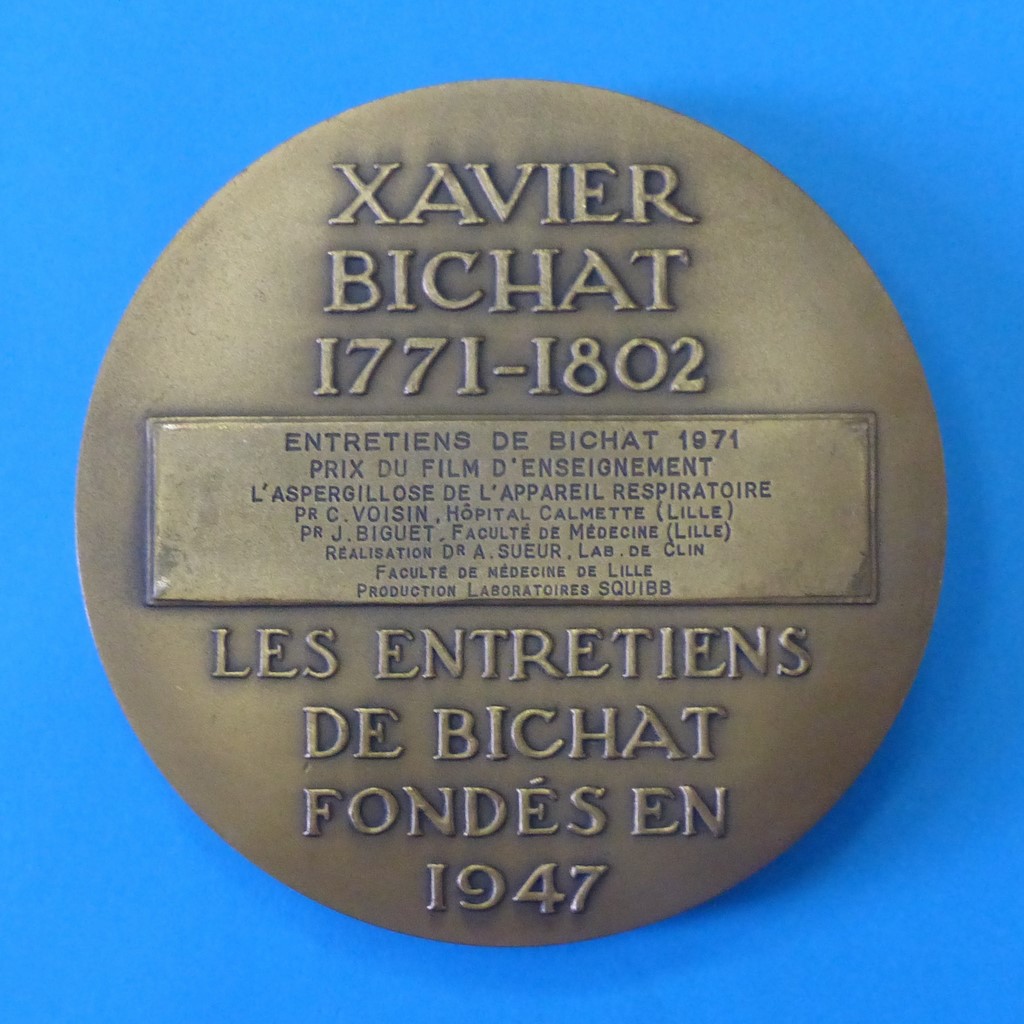 XAVIER
BICHAT
1771-1802
ENTRETIENS DE BICHAT 1971
PRIX DU FILM D'ENSEIGNEMENT
L'ASPERGILLOSE DE L'APPAREIL RESPIRATOIRE
PR C. VOISIN, HÔPITAL CALMETTE (LILLE)
PR J. BIGUET, FACULTÉ DE MÉDECINE (LILLE)
RÉALISATION DR A. SUEUR, LAB. DE CLIN
FACULTÉ DE MÉDECINE DE LILLE
PRODUCTION LABORATOIRES SQUIBB
LES ENTRETIENS
DE BICHAT
FONDÉS EN
1947